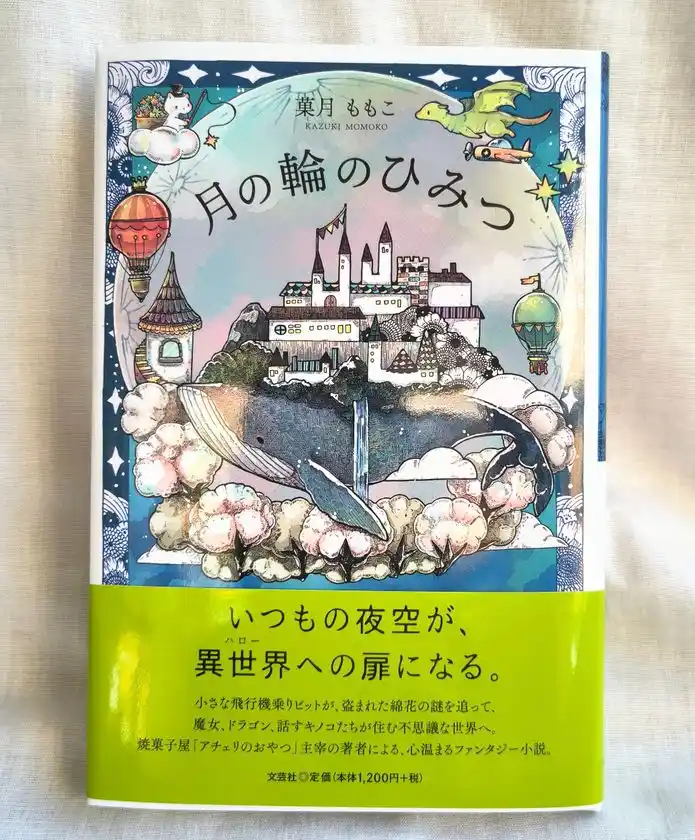 菓月 ももこ
KAZUKI MOMOKO
月の輪のひみつ
いつもの夜空が、
ハロー
異世界への扉になる。
小さな飛行機乗りピットが、盗まれた綿花の謎を追って、
魔女、ドラゴン、話すキノコたちが住む不思議な世界へ。
焼菓子屋「アチェリのおやつ」主宰の著者による、心温まるファンタジー小説。
文芸社◎定価(本体1,200円+税)